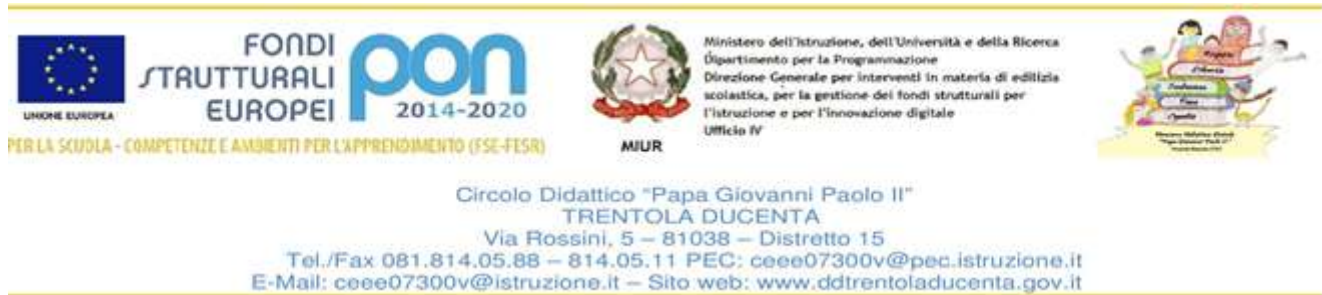 FONDI
STRUTTURALI
EUROPEI
pon
2014-2020
UNIONE EUROPEA
PER LA SCUOLA - COMPETENZE E AMBIENTI PER L'APPRENDIMENTO (FSE-FESR)
MIUR
Ministero dell'Istruzione, dell'Università e della Ricerca
Dipartimento per la Programmazione
Direzione Generale per interventi in materia di edilizia
scolastica, per la gestione dei fondi strutturali per
l'istruzione e per l'innovazione digitale
Ufficio IV
Circolo Didattico "Papa Giovanni Paolo II"
TRENTOLA DUCENTA
Via Rossini, 5 – 81038 – Distretto 15
Tel./Fax 081.814.05.88 – 814.05.11 PEC: ceee07300v@pec.istruzione.it
E-Mail: ceee07300v@istruzione.it – Sito web: www.ddtrentoladucenta.gov.it